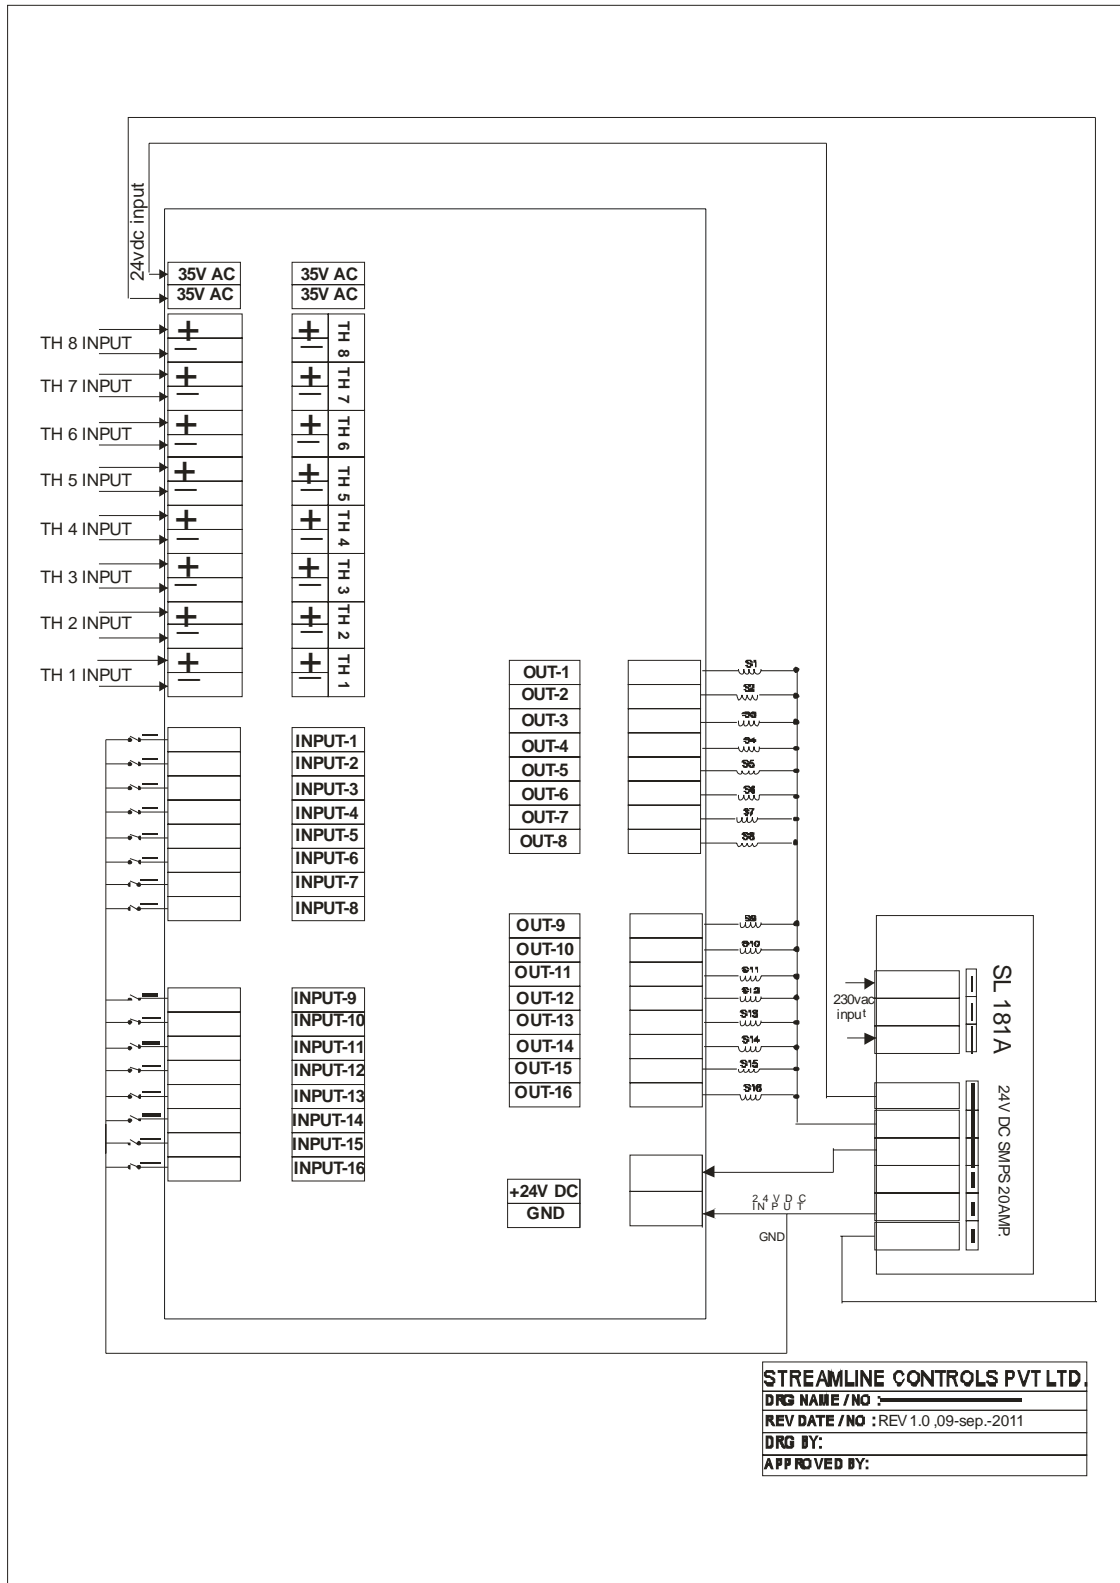 24vdc input
35V AC
35V AC
35V AC
35V AC
TH 8 INPUT
TH 7 INPUT
TH 6 INPUT
TH 5 INPUT
TH 4 INPUT
TH 3 INPUT
TH 2 INPUT
TH 1 INPUT
+
—
+
—
+
—
+
—
+
—
+
—
+
—
+
—
+
—
+
—
+
—
+
—
+
—
+
—
+
—
+
—
TH 8
TH 7
TH 6
TH 5
TH 4
TH 3
TH 2
TH 1
INPUT-1
INPUT-2
INPUT-3
INPUT-4
INPUT-5
INPUT-6
INPUT-7
INPUT-8
INPUT-9
INPUT-10
INPUT-11
INPUT-12
INPUT-13
INPUT-14
INPUT-15
INPUT-16
OUT-1
OUT-2
OUT-3
OUT-4
OUT-5
OUT-6
OUT-7
OUT-8
S1
S2
S3
S4
S5
S6
S7
S8
OUT-9
OUT-10
OUT-11
OUT-12
OUT-13
OUT-14
OUT-15
OUT-16
S9
S10
S11
S12
S13
S14
S15
S16
+24V DC
GND
24VDC
INPUT
GND
230vac
input
SL 181A
24V DC SMPS 20AMP.
STREAMLINE CONTROLS PVT LTD.
DRG NAME / NO :
REV DATE / NO : REV 1.0 ,09-sep.-2011
DRG BY:
APPROVED BY: